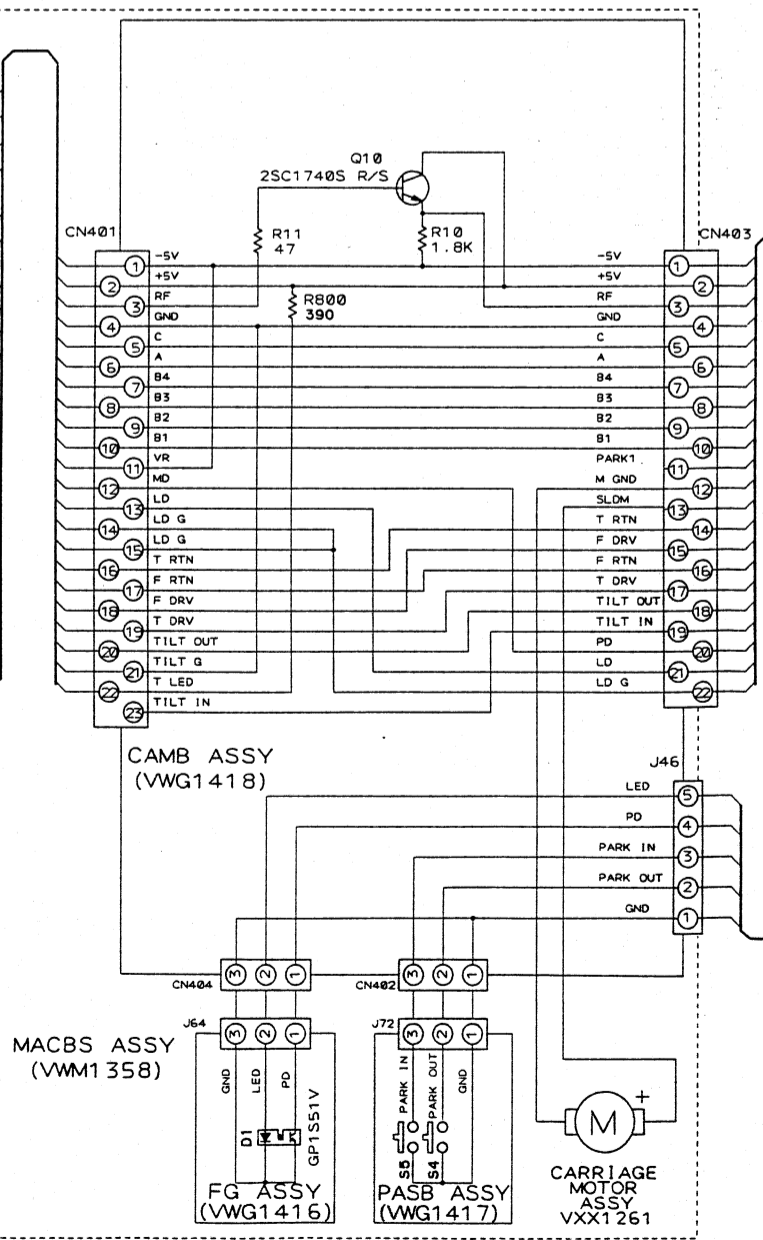 Q10
2SC1740S R/S
CN401
R11
47
R10
1.8K
CN403
R800
390
1 -5V
2 +5V
3 RF
4 GND
5 C
6 A
7 B4
8 B3
9 B2
10 B1
11 VR
12 MD
13 LD
14 LD G
15 LD G
16 T RTN
17 F RTN
18 F DRV
19 T DRV
20 TILT OUT
21 TILT G
22 T LED
23 TILT IN
-5V 1
+5V 2
RF 3
GND 4
C 5
A 6
B4 7
B3 8
B2 9
B1 10
PARK1 11
M GND 12
SLDM 13
T RTN 14
F DRV 15
F RTN 16
T DRV 17
TILT OUT 18
TILT IN 19
PD 20
LD 21
LD G 22
CAMB ASSY
(VWG1418)
J46
LED 5
PD 4
PARK IN 3
PARK OUT 2
GND 1
CN404
3 2 1
CN402
3 2 1
MACBS ASSY
(VWM1358)
J64
3 2 1
GND
LED
PD
D1
GP1S51V
FG ASSY
(VWG1416)
J72
3 2 1
PARK IN
PARK OUT
GND
S5
S4
PASB ASSY
(VWG1417)
M
+
CARRIAGE
MOTOR
ASSY
VXX1261